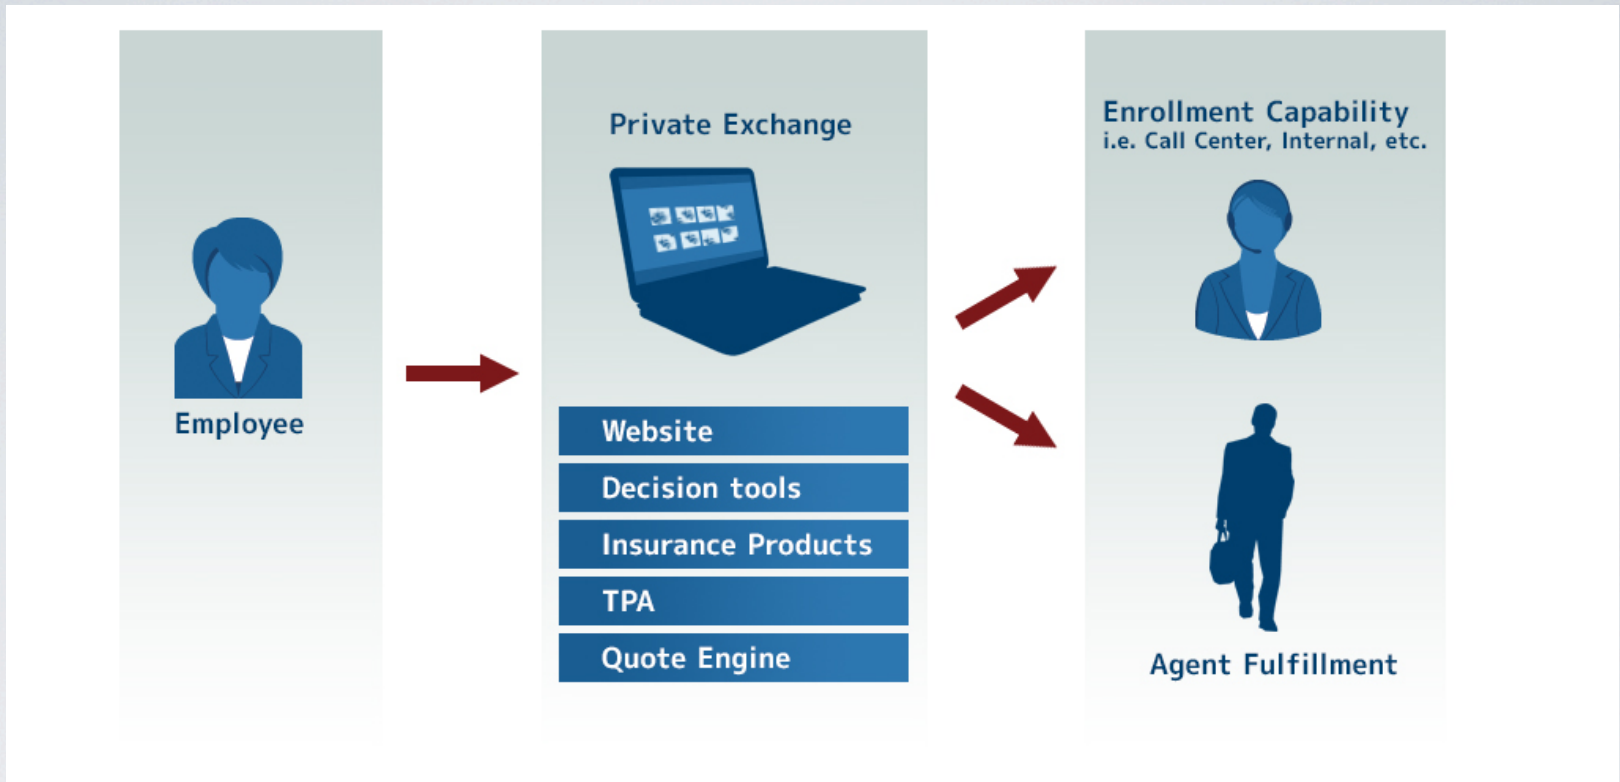 Employee
Private Exchange
Website
Decision tools
Insurance Products
TPA
Quote Engine
Enrollment Capability
i.e. Call Center, Internal, etc.
Agent Fulfillment